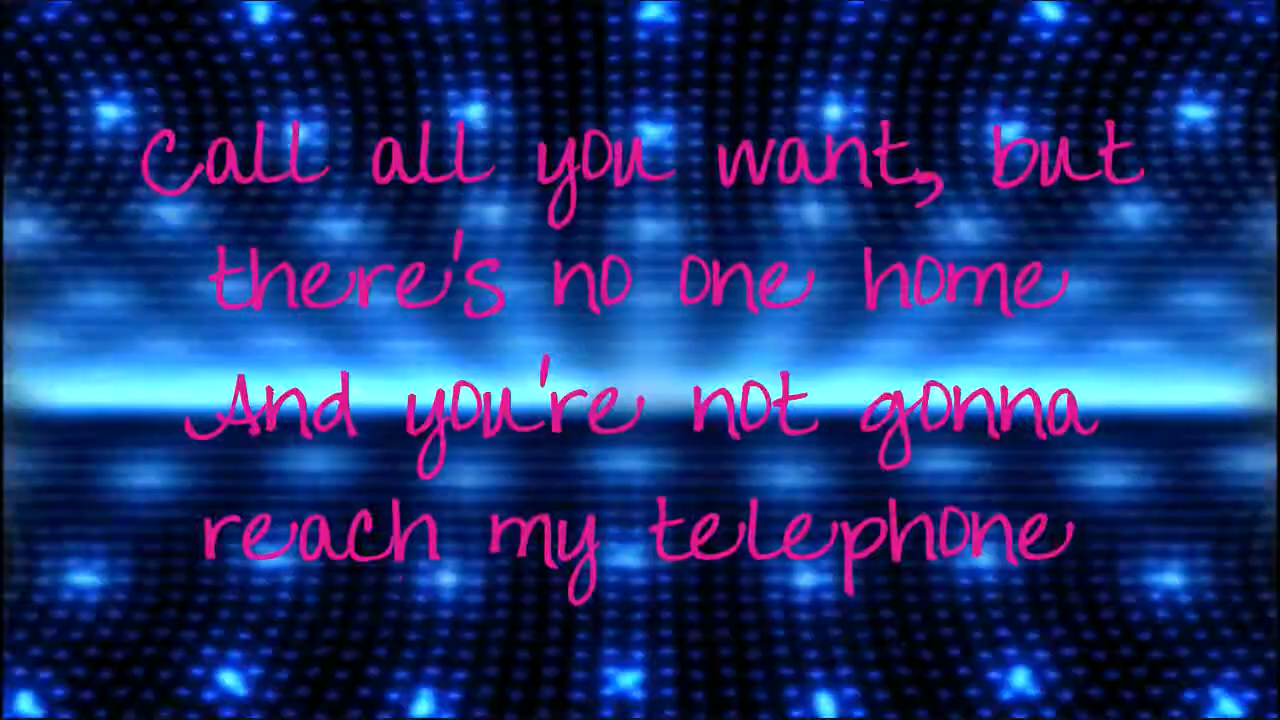 Call all you want, but
there's no one home
And you're not gonna
reach my telephone